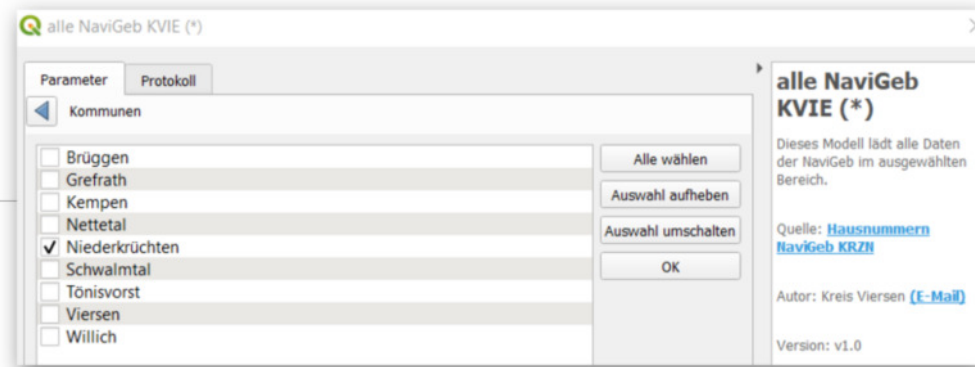 alle NaviGeb KVIE (*)
Parameter
Protokoll
Kommunen
Brüggen
Grefrath
Kempen
Nettetal
Niederkrüchten
Schwalmtal
Tönisvorst
Viersen
Willich
Alle wählen
Auswahl aufheben
Auswahl umschalten
OK
alle NaviGeb
KVIE (*)
Dieses Modell lädt alle Daten
der NaviGeb im ausgewählten
Bereich.
Quelle: Hausnummern
NaviGeb KRZN
Autor: Kreis Viersen (E-Mail)
Version: v1.0